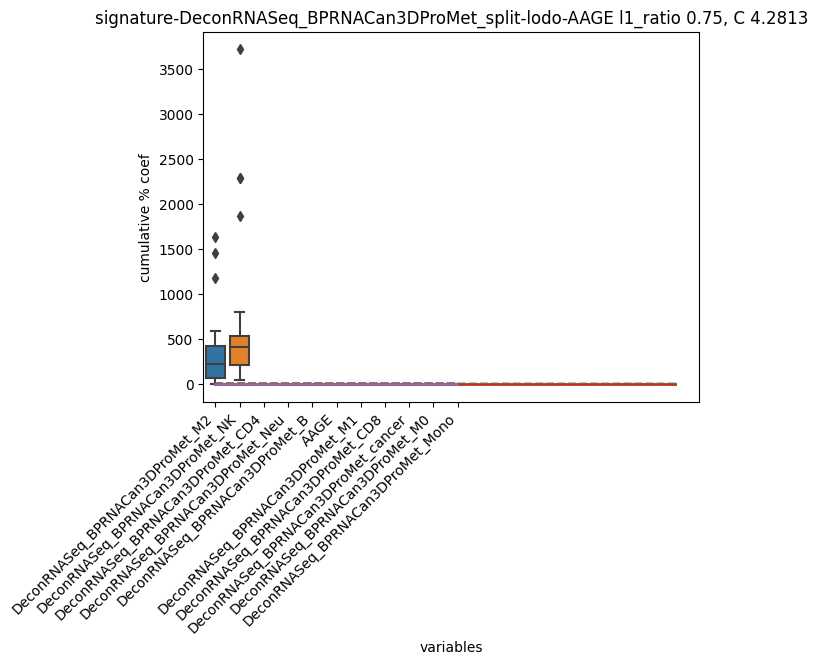 signature-DeconRNASeq_BPRNACan3DProMet_split-lodo-AAGE l1_ratio 0.75, C 4.2813
cumulative % coef
3500
3000
2500
2000
1500
1000
500
0
DeconRNASeq_BPRNACan3DProMet_M2
DeconRNASeq_BPRNACan3DProMet_NK
DeconRNASeq_BPRNACan3DProMet_CD4
DeconRNASeq_BPRNACan3DProMet_Neu
DeconRNASeq_BPRNACan3DProMet_B
AAGE
DeconRNASeq_BPRNACan3DProMet_M1
DeconRNASeq_BPRNACan3DProMet_CD8
DeconRNASeq_BPRNACan3DProMet_cancer
DeconRNASeq_BPRNACan3DProMet_M0
DeconRNASeq_BPRNACan3DProMet_Mono
variables